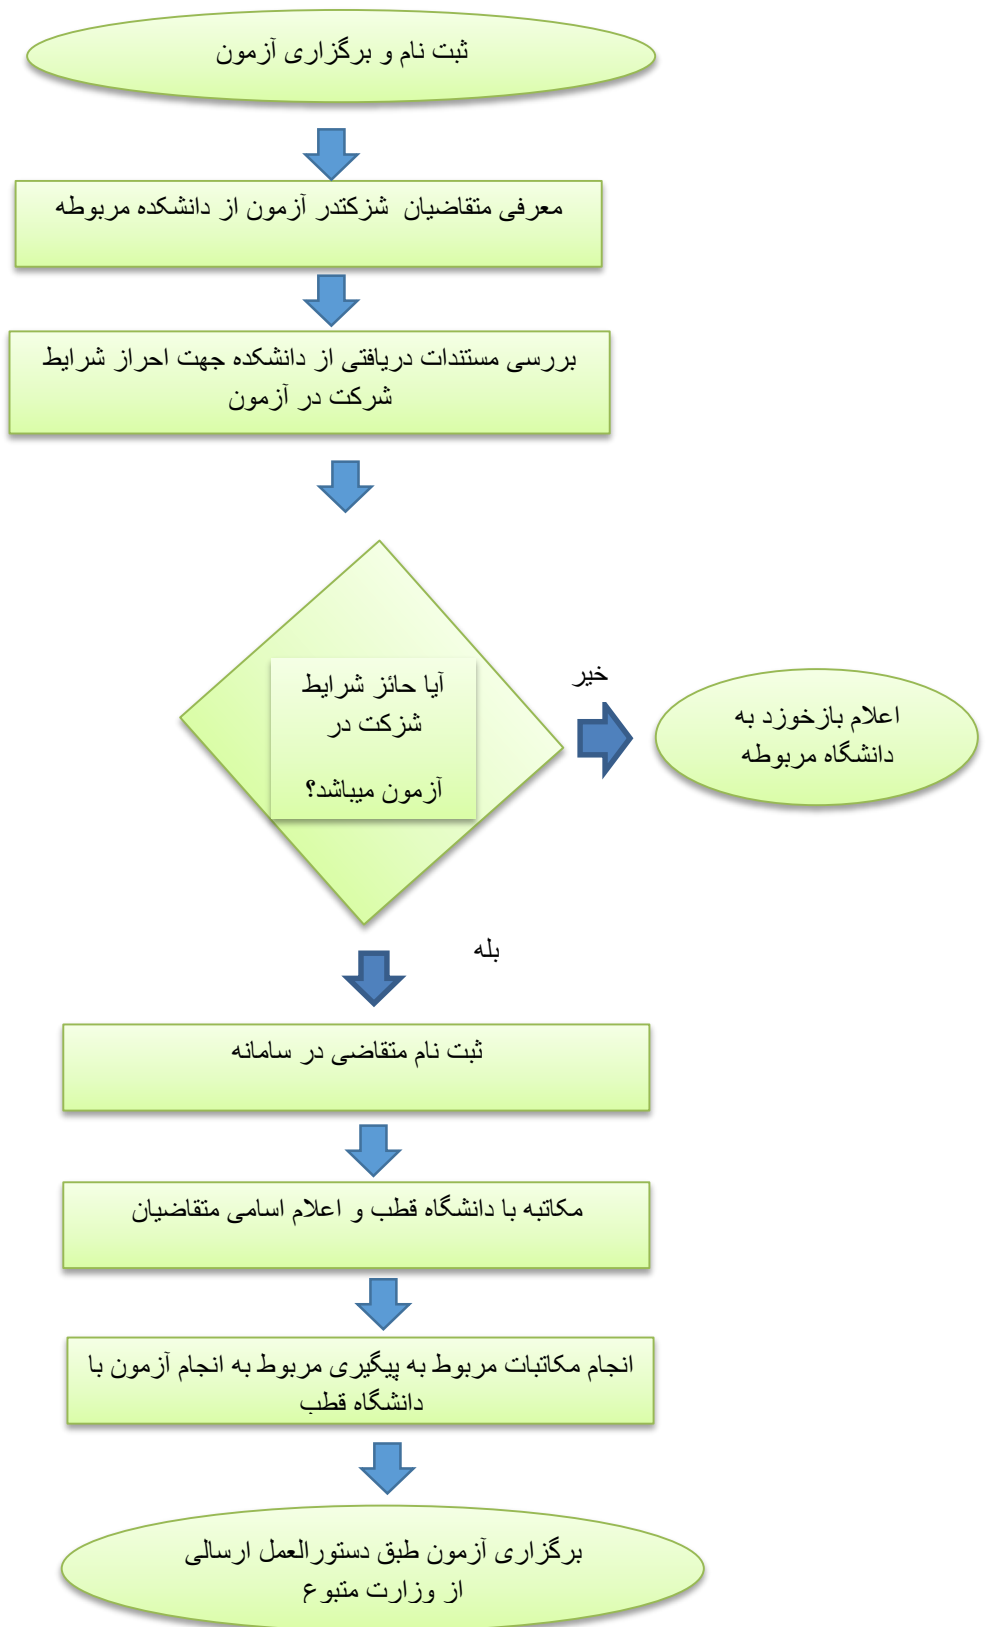 ثبت نام و برگزاری آزمون
معرفی متقاضیان شزکتدر آزمون از دانشکده مربوطه
بررسی مستندات دریافتی از دانشکده جهت احراز شرایط
شرکت در آزمون
آیا حائز شرایط
شزکت در
آزمون میباشد؟
خیر
اعلام بازخوزد به
دانشگاه مربوطه
بله
ثبت نام متقاضی در سامانه
مکاتبه با دانشگاه قطب و اعلام اسامی متقاضیان
انجام مکاتبات مربوط به پیگیری مربوط به انجام آزمون با
دانشگاه قطب
برگزاری آزمون طبق دستورالعمل ارسالی
از وزارت متبوع